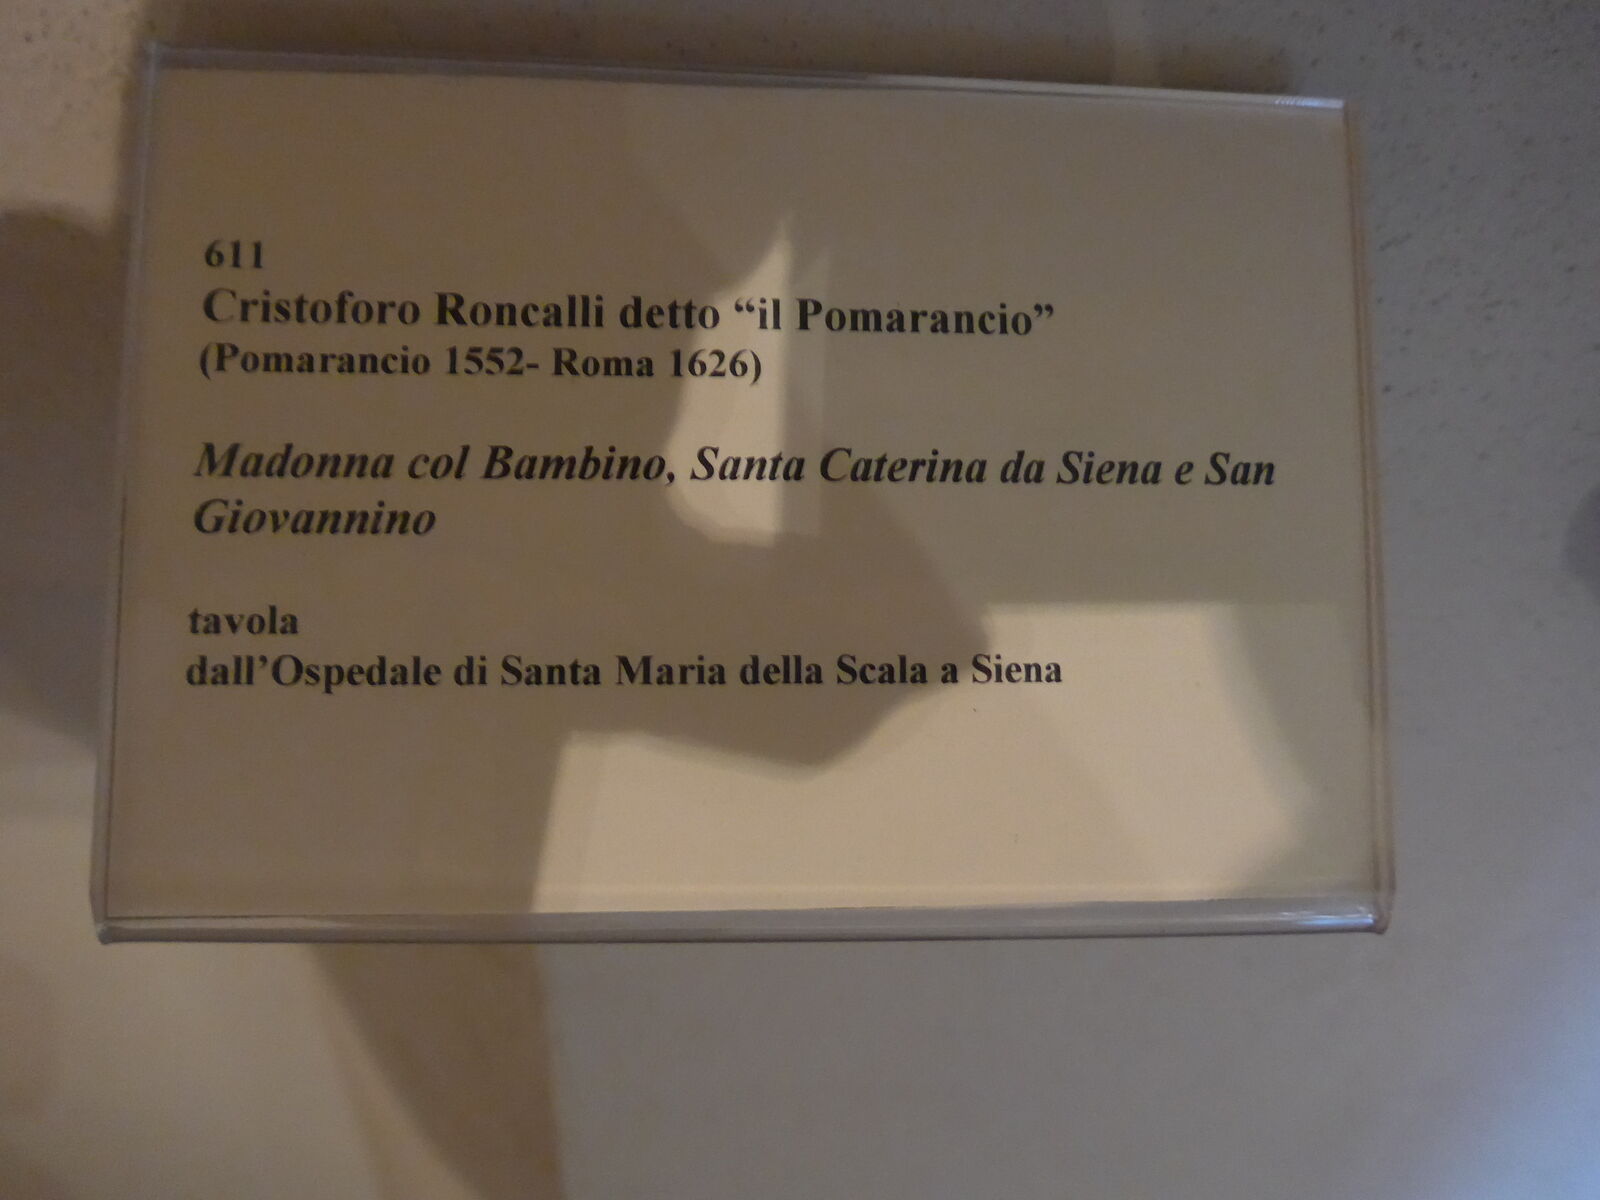 611
Cristoforo Roncalli detto “il Pomarancio”
(Pomarancio 1552- Roma 1626)
Madonna col Bambino, Santa Caterina da Siena e San
Giovannino
tavola
dall’Ospedale di Santa Maria della Scala a Siena